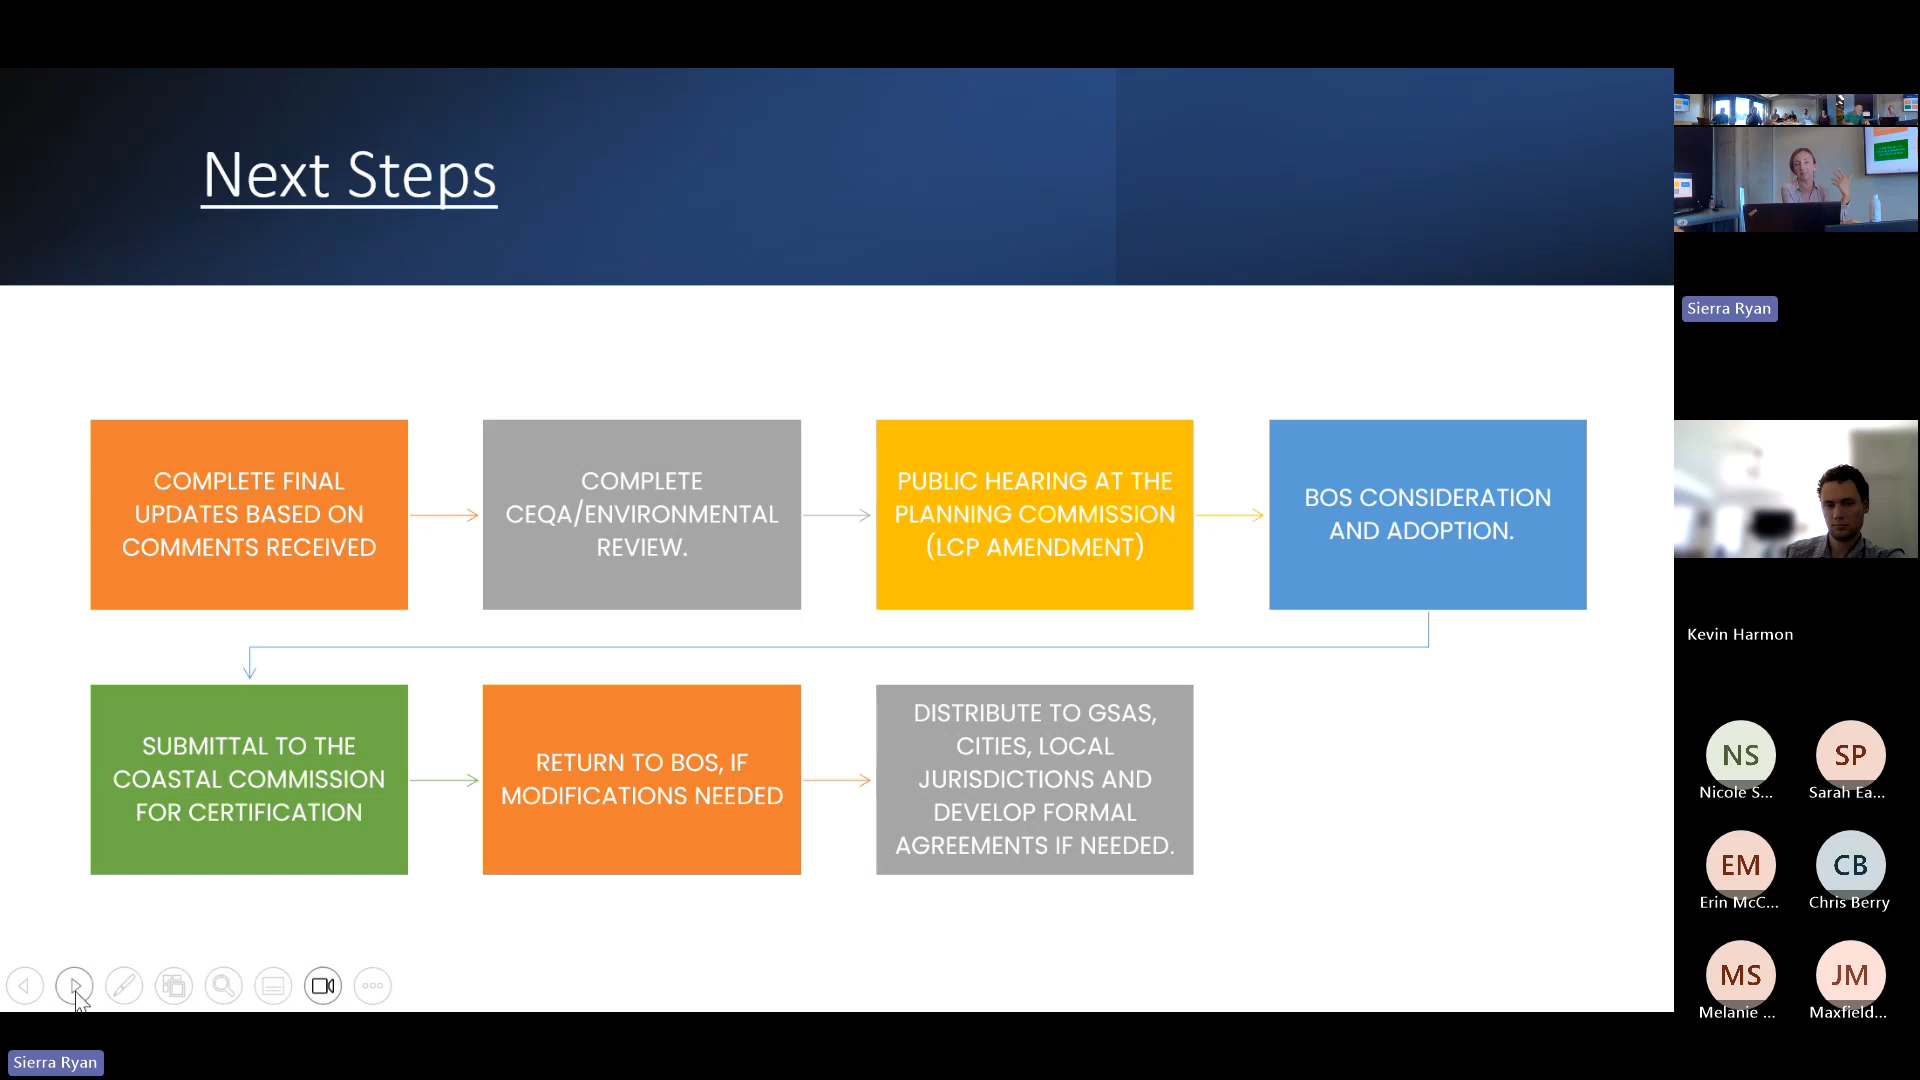 Next Steps
COMPLETE FINAL
UPDATES BASED ON
COMMENTS RECEIVED
COMPLETE
CEQA/ENVIRONMENTAL
REVIEW.
PUBLIC HEARING AT THE
PLANNING COMMISSION
(LCP AMENDMENT)
BOS CONSIDERATION
AND ADOPTION.
SUBMITTAL TO THE
COASTAL COMMISSION
FOR CERTIFICATION
RETURN TO BOS, IF
MODIFICATIONS NEEDED
DISTRIBUTE TO GSAS,
CITIES, LOCAL
JURISDICTIONS AND
DEVELOP FORMAL
AGREEMENTS IF NEEDED.
Sierra Ryan
Sierra Ryan
Kevin Harmon
NS
Nicole S...
SP
Sarah Ea...
EM
Erin McC...
CB
Chris Berry
MS
Melanie ...
JM
Maxfield...